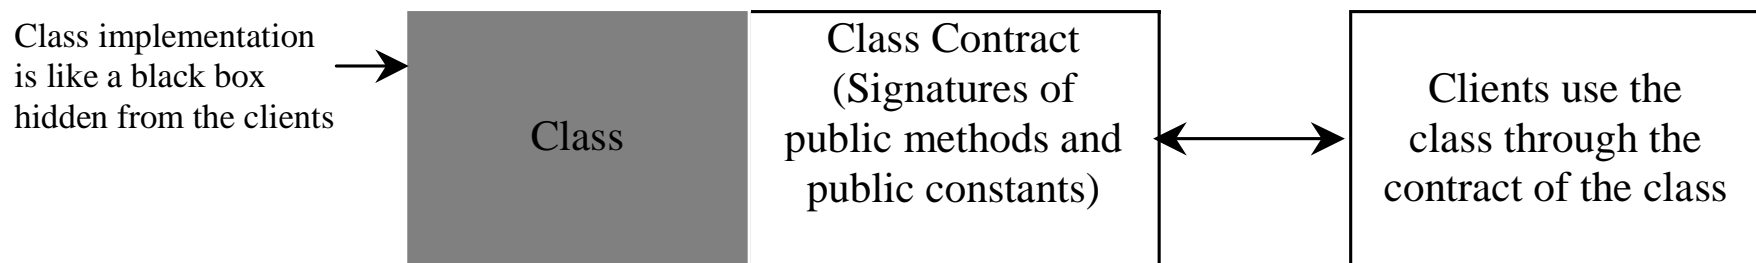 Class implementation
is like a black box
hidden from the clients
Class
Class Contract
(Signatures of
public methods and
public constants)
Clients use the
class through the
contract of the class